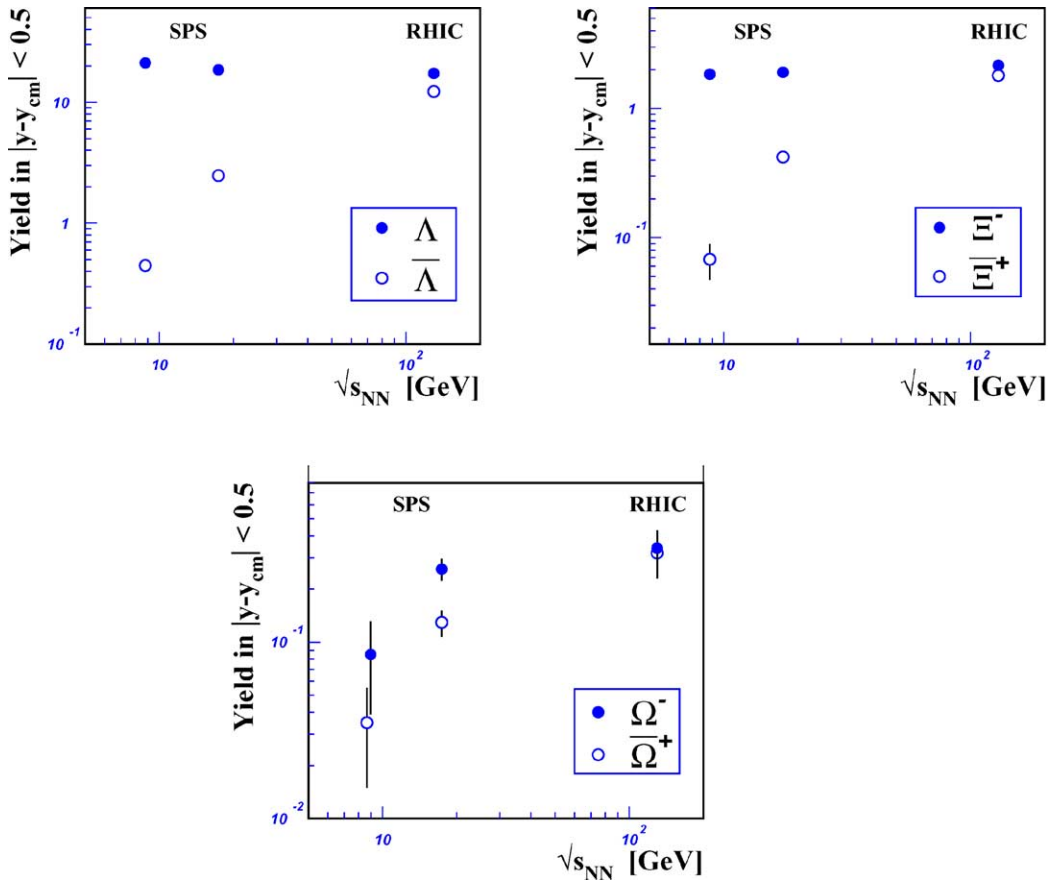 Yield in |y-y_cm| < 0.5
SPS RHIC
10
1
10^-1
Λ
Λ̅
10 10^2
√s_NN [GeV]
Yield in |y-y_cm| < 0.5
SPS RHIC
1
10^-1
Ξ^-
Ξ̅^+
10 10^2
√s_NN [GeV]
Yield in |y-y_cm| < 0.5
SPS RHIC
10^-1
10^-2
Ω^-
Ω̅^+
10 10^2
√s_NN [GeV]